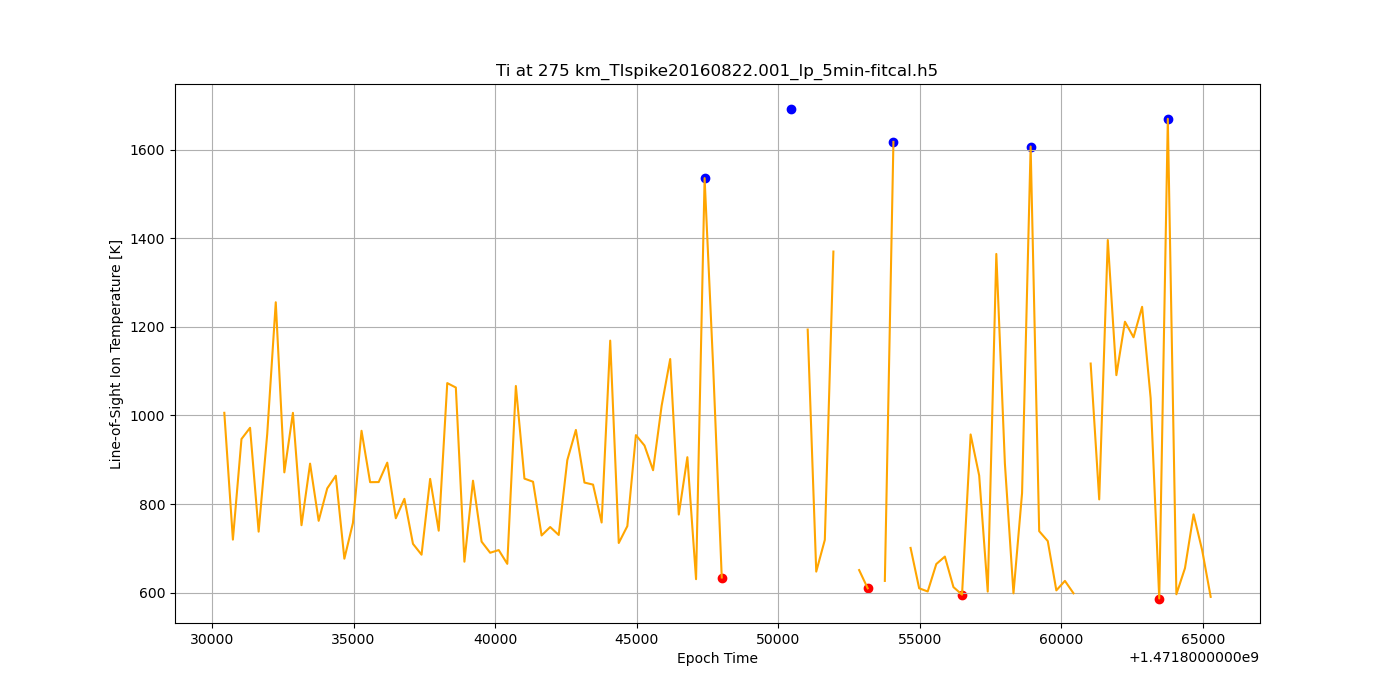 Ti at 275 km_TIspike20160822.001_lp_5min-fitcal.h5
Line-of-Sight Ion Temperature [K]
1600
1400
1200
1000
800
600
30000 35000 40000 45000 50000 55000 60000 65000
Epoch Time
+1.4718000000e9